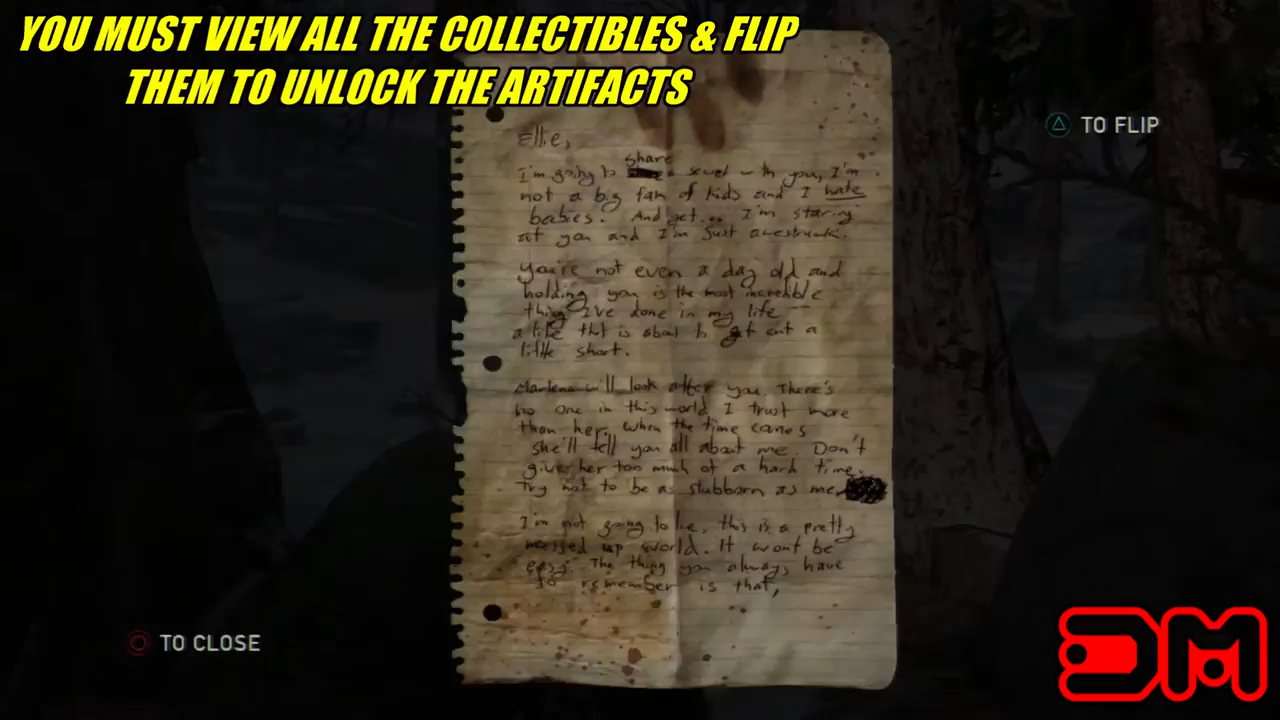 YOU MUST VIEW ALL THE COLLECTIBLES & FLIP
THEM TO UNLOCK THE ARTIFACTS
TO FLIP
Ellie,
share
I'm going to a secret with you, I'm
not a big fan of kids and I hate
babies. And yet.. I'm staring
at you and I'm just awestruck.
You're not even a day old and
holding you is the most incredible
thing I've done in my life
a life that is about to get cut a
little short.
Marlene will look after you. There's
no one in this world I trust more
than her. When the time comes
she'll tell you all about me. Don't
give her too much of a hard time.
Try not to be as stubborn as me
I'm not going to lie, this is a pretty
messed up world. It wont be
easy. The thing you always have
to remember is that,
TO CLOSE
DM